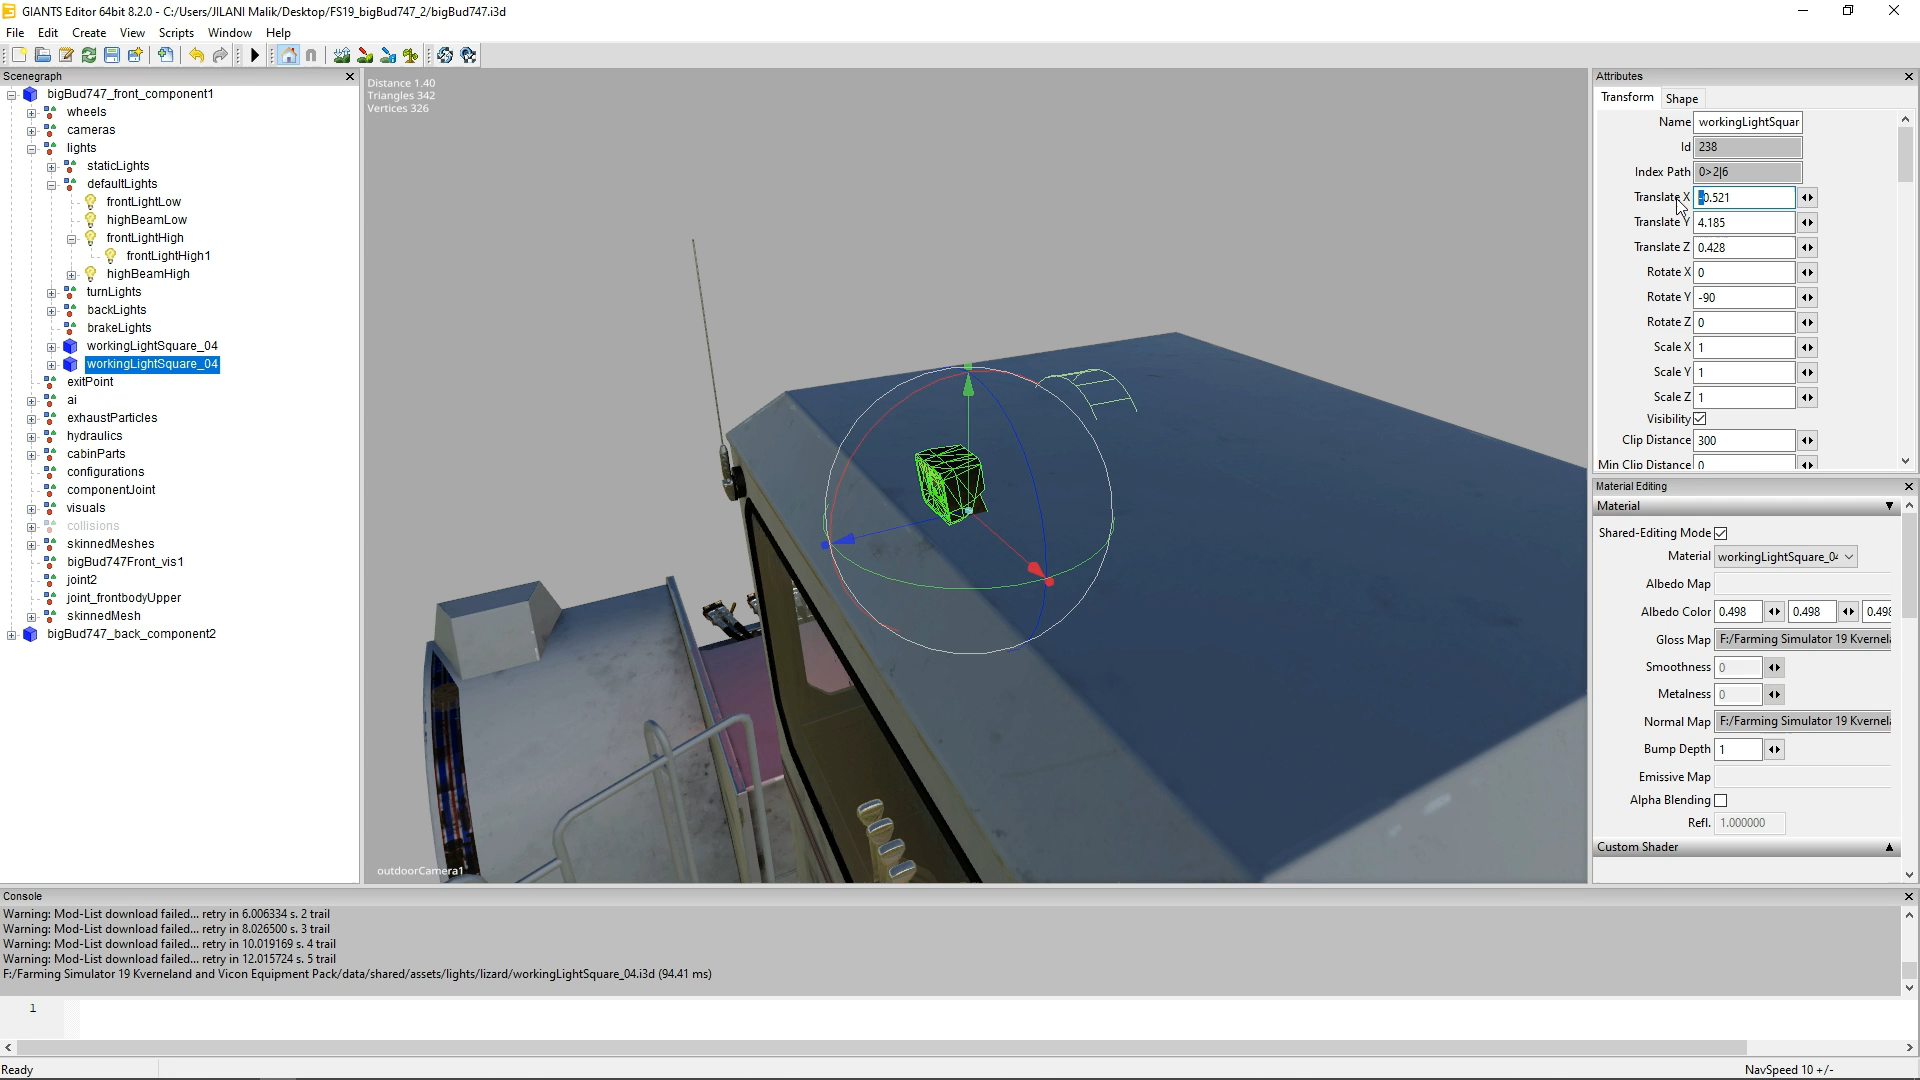 GIANTS Editor 64bit 8.2.0 - C:/Users/JILANI Malik/Desktop/FS19_bigBud747_2/bigBud747.i3d
File Edit Create View Scripts Window Help
Scenegraph
bigBud747_front_component1
wheels
cameras
lights
staticLights
defaultLights
frontLightLow
highBeamLow
frontLightHigh
frontLightHigh1
highBeamHigh
turnLights
backLights
brakeLights
workingLightSquare_04
workingLightSquare_04
exitPoint
ai
exhaustParticles
hydraulics
cabinParts
configurations
componentJoint
visuals
collisions
skinnedMeshes
bigBud747Front_vis1
joint2
joint_frontbodyUpper
skinnedMesh
bigBud747_back_component2
Distance 1.40
Triangles 342
Vertices 326
outdoorCamera1
Attributes
Transform Shape
Name workingLightSquar
Id 238
Index Path 0>2|6
Translate X -0.521
Translate Y 4.185
Translate Z 0.428
Rotate X 0
Rotate Y -90
Rotate Z 0
Scale X 1
Scale Y 1
Scale Z 1
Visibility
Clip Distance 300
Min Clip Distance 0
Material Editing
Material
Shared-Editing Mode
Material workingLightSquare_04
Albedo Map
Albedo Color 0.498 0.498 0.498
Gloss Map F:/Farming Simulator 19 Kvernela
Smoothness 0
Metalness 0
Normal Map F:/Farming Simulator 19 Kvernela
Bump Depth 1
Emissive Map
Alpha Blending
Refl. 1.000000
Custom Shader
Console
Warning: Mod-List download failed... retry in 6.006334 s. 2 trail
Warning: Mod-List download failed... retry in 8.026500 s. 3 trail
Warning: Mod-List download failed... retry in 10.019169 s. 4 trail
Warning: Mod-List download failed... retry in 12.015724 s. 5 trail
F:/Farming Simulator 19 Kverneland and Vicon Equipment Pack/data/shared/assets/lights/lizard/workingLightSquare_04.i3d (94.41 ms)
1
Ready
NavSpeed 10 +/-